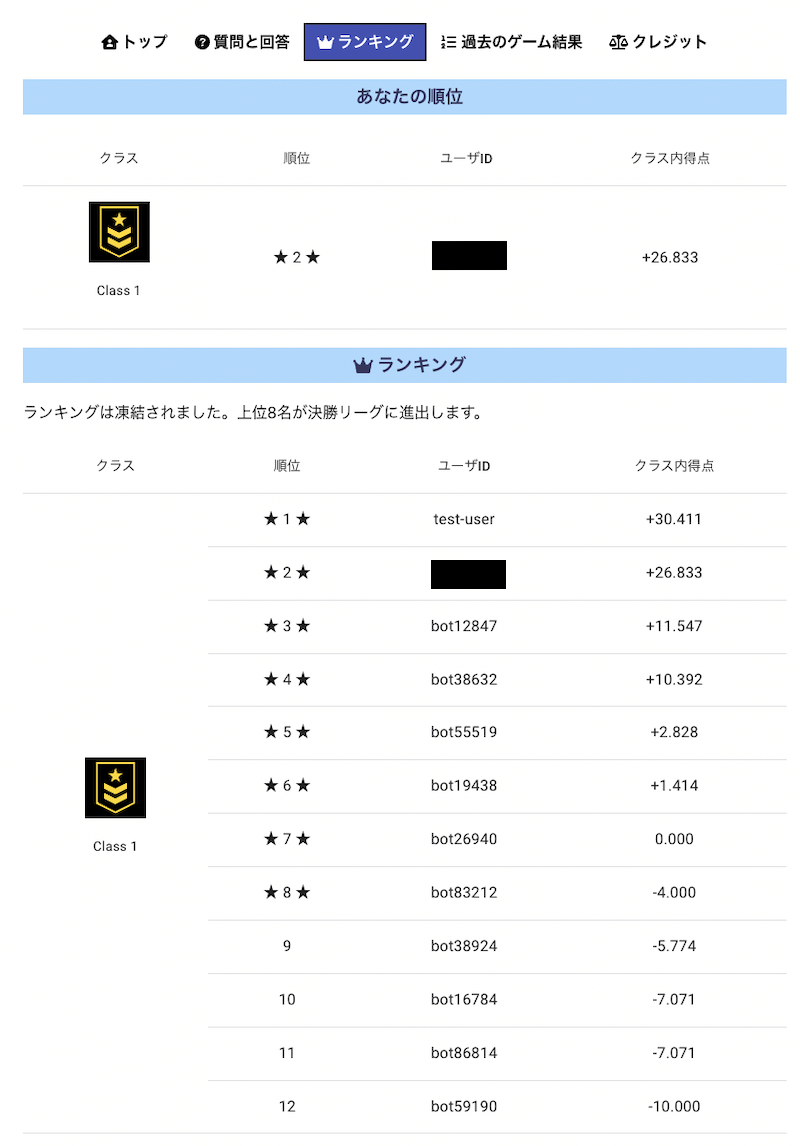 トップ 質問と回答 ランキング 過去のゲーム結果 クレジット
あなたの順位
クラス 順位 ユーザID クラス内得点
★ 2 ★ +26.833
Class 1
ランキング
ランキングは凍結されました。上位8名が決勝リーグに進出します。
クラス 順位 ユーザID クラス内得点
★ 1 ★ test-user +30.411
★ 2 ★ +26.833
★ 3 ★ bot12847 +11.547
★ 4 ★ bot38632 +10.392
★ 5 ★ bot55519 +2.828
★ 6 ★ bot19438 +1.414
Class 1
★ 7 ★ bot26940 0.000
★ 8 ★ bot83212 -4.000
9 bot38924 -5.774
10 bot16784 -7.071
11 bot86814 -7.071
12 bot59190 -10.000